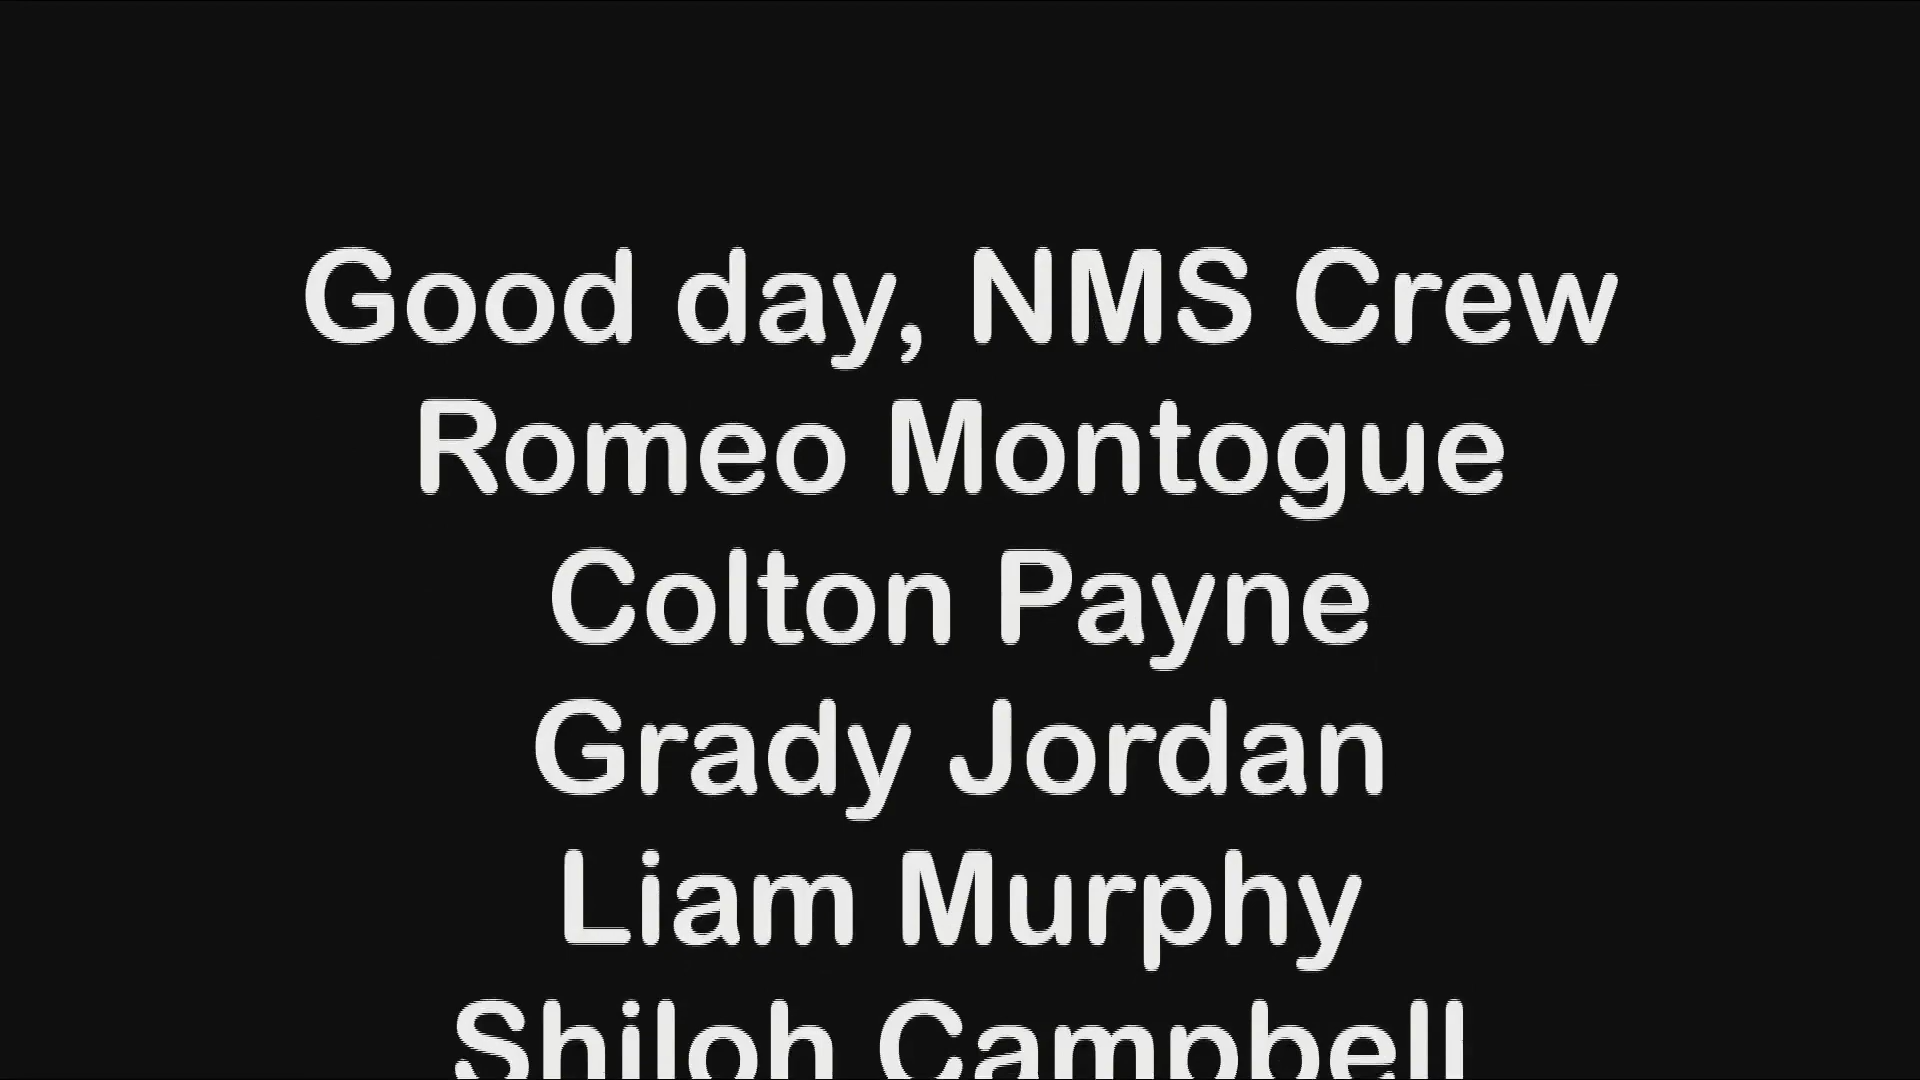 Good day, NMS Crew
Romeo Montogue
Colton Payne
Grady Jordan
Liam Murphy
Shiloh Campbell